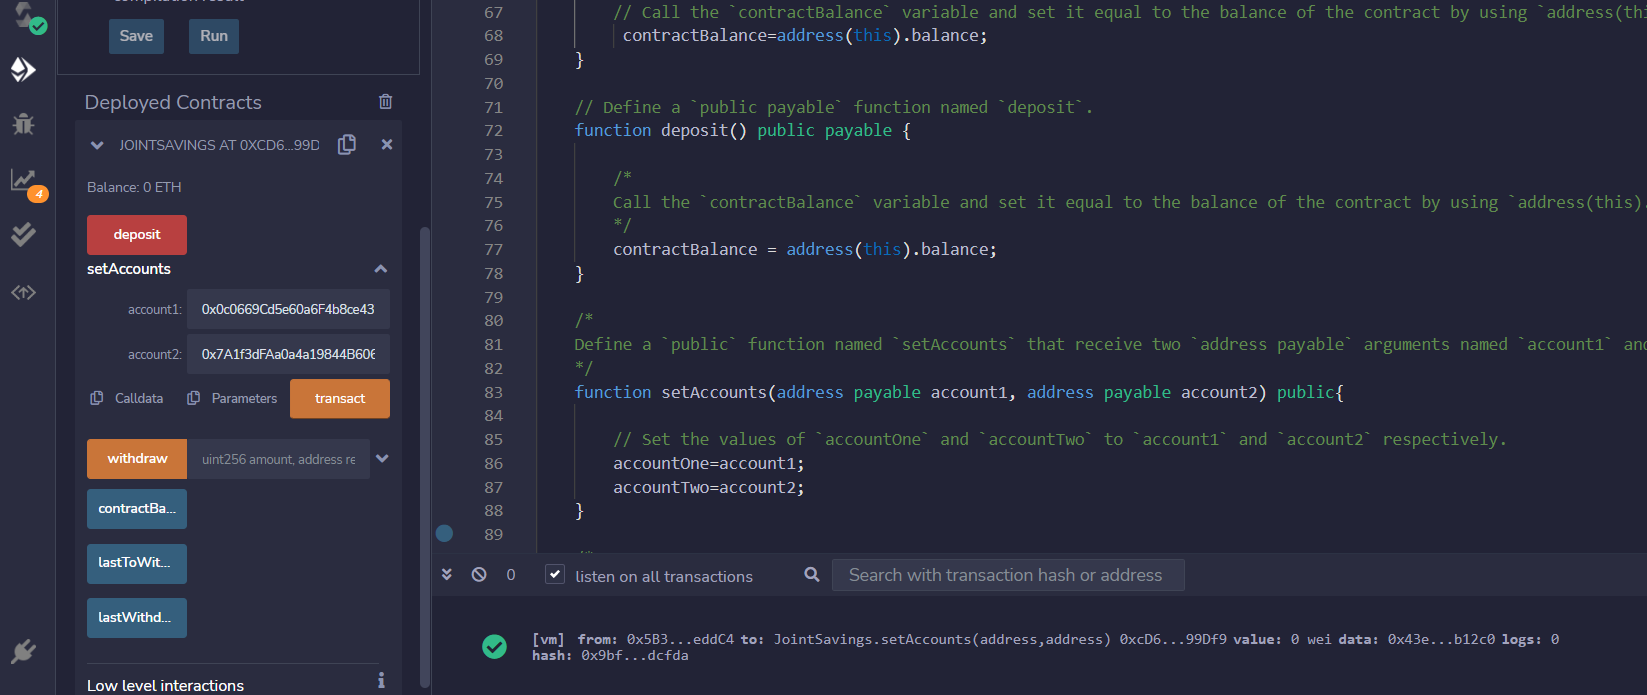 Save
Run
Deployed Contracts
JOINTSAVINGS AT 0XCD6...99D
Balance: 0 ETH
deposit
setAccounts
account1:
0x0c0669Cd5e60a6F4b8ce43
account2:
0x7A1f3dFAa0a4a19844B606
Calldata
Parameters
transact
withdraw
uint256 amount, address re
contractBa...
lastToWit...
lastWithd...
Low level interactions
4
67 // Call the `contractBalance` variable and set it equal to the balance of the contract by using `address(thi
68 contractBalance=address(this).balance;
69 }
70
71 // Define a `public payable` function named `deposit`.
72 function deposit() public payable {
73
74 /*
75 Call the `contractBalance` variable and set it equal to the balance of the contract by using `address(this).
76 */
77 contractBalance = address(this).balance;
78 }
79
80 /*
81 Define a `public` function named `setAccounts` that receive two `address payable` arguments named `account1` and
82 */
83 function setAccounts(address payable account1, address payable account2) public{
84
85 // Set the values of `accountOne` and `accountTwo` to `account1` and `account2` respectively.
86 accountOne=account1;
87 accountTwo=account2;
88 }
89
0
listen on all transactions
Search with transaction hash or address
[vm] from: 0x5B3...eddC4 to: JointSavings.setAccounts(address,address) 0xcD6...99Df9 value: 0 wei data: 0x43e...b12c0 logs: 0
hash: 0x9bf...dcfda